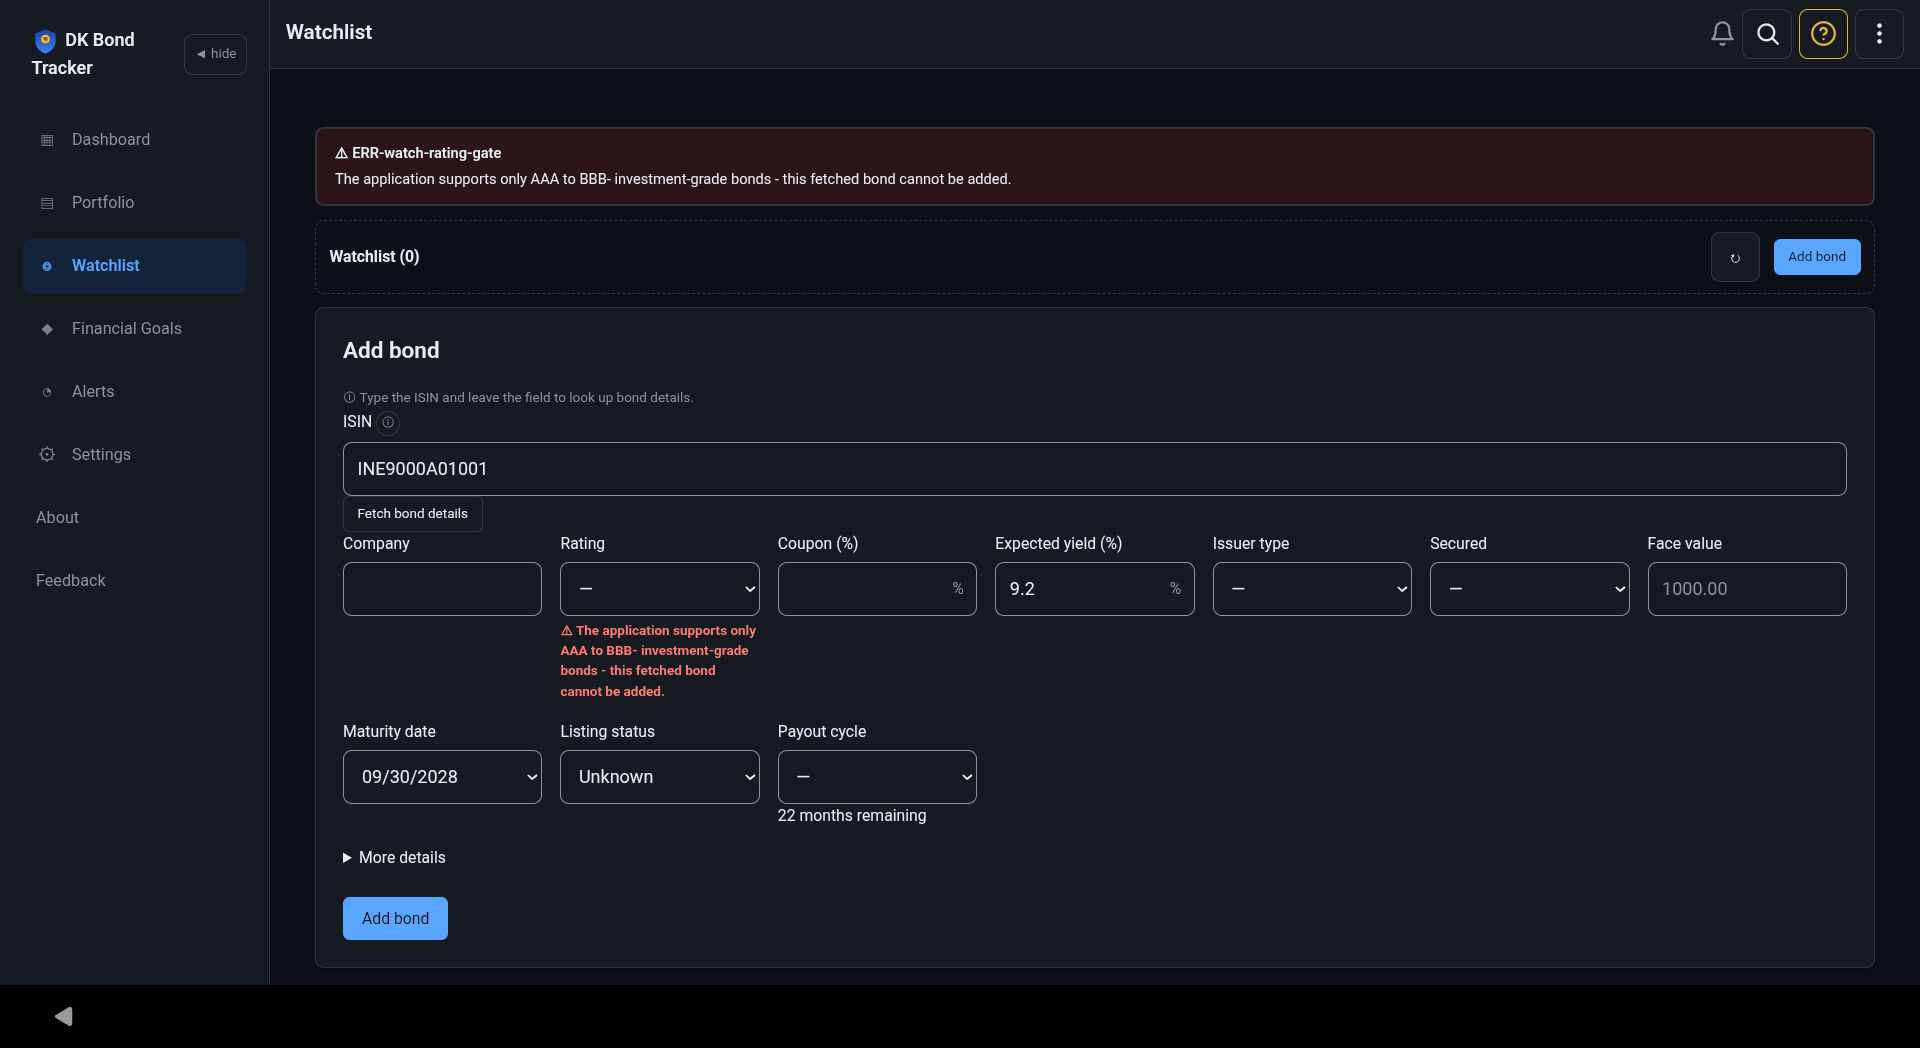 DK Bond
Tracker
◄ hide
Watchlist
Dashboard
Portfolio
Watchlist
Financial Goals
Alerts
Settings
About
Feedback
⚠ ERR-watch-rating-gate
The application supports only AAA to BBB- investment-grade bonds - this fetched bond cannot be added.
Watchlist (0)
Add bond
Add bond
ⓘ Type the ISIN and leave the field to look up bond details.
ISIN ⓘ
INE9000A01001
Fetch bond details
Company
Rating
Coupon (%)
Expected yield (%)
Issuer type
Secured
Face value
—
%
9.2
%
—
—
1000.00
⚠ The application supports only
AAA to BBB- investment-grade
bonds - this fetched bond
cannot be added.
Maturity date
Listing status
Payout cycle
09/30/2028
Unknown
—
22 months remaining
▶ More details
Add bond